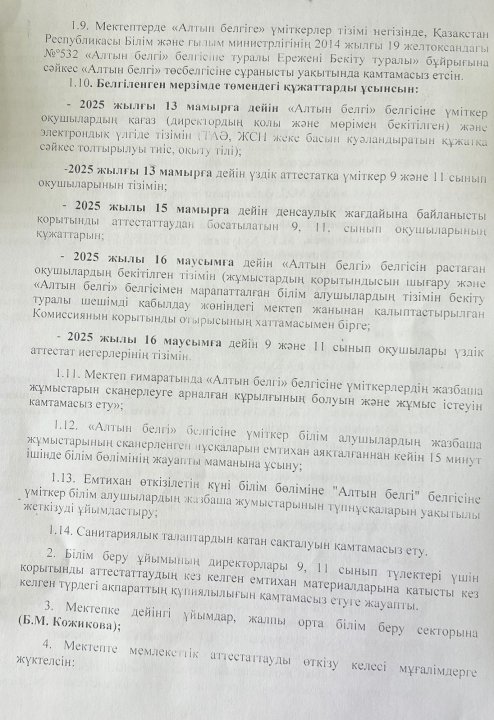 1.9. Мектептерде «Алтын белгіге» үміткерлер тізімі негізінде, Қазақстан
Республикасы Білім және ғылым министрлігінің 2014 жылғы 19 желтоқсандағы
№532 «Алтын белгі» белгісіне туралы Ережені Бекіту туралы» бұйрығына
сәйкес «Алтын белгі» төсбелгісіне сұранысты уақытында қамтамасыз етсін.
1.10. Белгіленген мерзімде төмендегі құжаттарды ұсынсын:
- 2025 жылғы 13 мамырға дейін «Алтын белгі» белгісіне үміткер
оқушылардың қағаз (директордың қолы және мөрімен бекітілген) және
электрондық үлгіде тізімін (ТАӘ, ЖСН жеке басын куәландыратын құжатқа
сәйкес толтырылуы тиіс, оқыту тілі);
-2025 жылғы 13 мамырға дейін үздік аттестатқа үміткер 9 және 11 сынып
оқушыларының тізімін;
- 2025 жылы 15 мамырға дейін денсаулық жағдайына байланысты
қорытынды аттестаттаудан босатылатын 9, 11, сынып оқушыларының
құжаттарын;
- 2025 жылы 16 маусымға дейін «Алтын белгі» белгісін растаған
оқушылардың бекітілген тізімін (жұмыстардың қорытындысын шығару және
«Алтын белгі» белгісімен марапатталған білім алушылардың тізімін бекіту
туралы шешімді қабылдау жөніндегі мектеп жанынан қалыптастырылған
Комиссиянын қорытынды отырысының хаттамасымен бірге;
- 2025 жылы 16 маусымға дейін 9 және 11 сынып оқушылары үздік
аттестат иегерлерінің тізімін.
1.11. Мектеп ғимаратында «Алтын белгі» белгісіне үміткерлердің жазбаша
жұмыстарын сканерлеуге арналған құрылғының болуын және жұмыс істеуін
қамтамасыз ету»;
1.12. «Алтын белгі» белгісіне үміткер білім алушылардың жазбаша
жұмыстарының сканерленген нұсқаларын емтихан аяқталғаннан кейін 15 минут
ішінде білім бөлімінің жауапты маманына ұсыну;
1.13. Емтихан өткізілетін күні білім бөліміне "Алтын белгі" белгісіне
үміткер білім алушылардың жазбаша жұмыстарының түпнұсқаларын уақытылы
жеткізуді ұйымдастыру;
1.14. Санитариялық талаптардын қатан сақталуын қамтамасыз ету.
2. Білім беру ұйымының директорлары 9, 11 сынып түлектері үшін
қорытынды аттестаттаудың кез келген емтихан материалдарына қатысты кез
келген түрдегі ақпараттың құпиялылығын қамтамасыз етуге жауапты.
3. Мектепке дейінгі ұйымдар, жалпы орта білім беру секторына
(Б.М. Кожикова);
4. Мектепте мемлекеттік аттестаттауды өткізу келесі мұғалімдерге
жүктелсін: